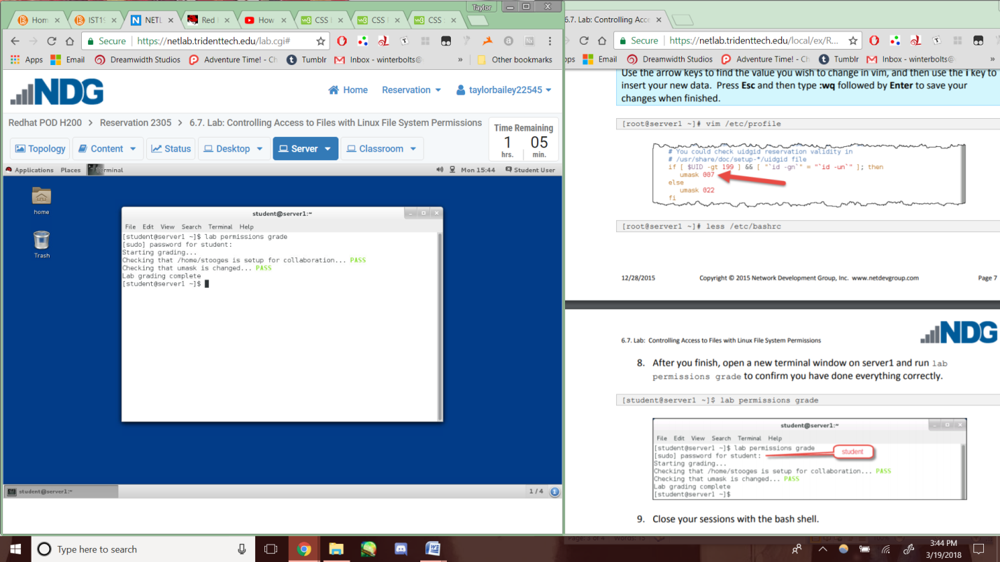 Taylor
Hom
IST19
NETL
Red
How
CSS
CSS
CSS
Secure https://netlab.tridenttech.edu/lab.cgi#
Apps Email Dreamwidth Studios Adventure Time! - Ch Tumblr Inbox - winterbolts@ » Other bookmarks
NDG
Home Reservation taylorbailey22545
Redhat POD H200 > Reservation 2305 > 6.7. Lab: Controlling Access to Files with Linux File System Permissions
Time Remaining
1 05
hrs. min.
Topology Content Status Desktop Server Classroom
Applications Places Terminal Mon 15:44 Student User
home
Trash
student@server1:~
File Edit View Search Terminal Help
[student@server1 ~]$ lab permissions grade
[sudo] password for student:
Starting grading...
Checking that /home/stooges is setup for collaboration... PASS
Checking that umask is changed... PASS
Lab grading complete
[student@server1 ~]$
student@server1:~ 1 / 4 1
6.7. Lab: Controlling Acce
Secure https://netlab.tridenttech.edu/local/ex/R...
pps Email Dreamwidth Studios Adventure Time! - Ch Tumblr Inbox - winterbolts@ »
Use the arrow keys to find the value you wish to change in vim, and then use the i key to
insert your new data. Press Esc and then type :wq followed by Enter to save your
changes when finished.
[root@server1 ~]# vim /etc/profile
# You could check uidgid reservation validity in
# /usr/share/doc/setup-*/uidgid file
if [ $UID -gt 199 ] && [ "`id -gn`" = "`id -un`" ]; then
umask 007
else
umask 022
fi
[root@server1 ~]# less /etc/bashrc
12/28/2015 Copyright © 2015 Network Development Group, Inc. www.netdevgroup.com Page 7
6.7. Lab: Controlling Access to Files with Linux File System Permissions
NDG
8. After you finish, open a new terminal window on server1 and run lab
permissions grade to confirm you have done everything correctly.
[student@server1 ~]$ lab permissions grade
student@server1:~
File Edit View Search Terminal Help
[student@server1 ~]$ lab permissions grade
[sudo] password for student:
student
Starting grading...
Checking that /home/stooges is setup for collaboration... PASS
Checking that umask is changed... PASS
Lab grading complete
[student@server1 ~]$
9. Close your sessions with the bash shell.
Type here to search
3:44 PM
3/19/2018